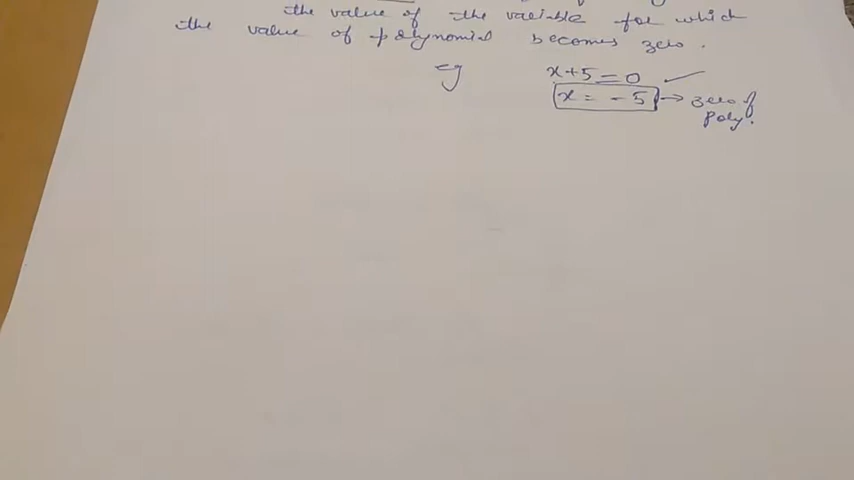 the value of the variable for which
the value of polynomial becomes zero.
eg x+5=0
x = -5 → zero of
poly.